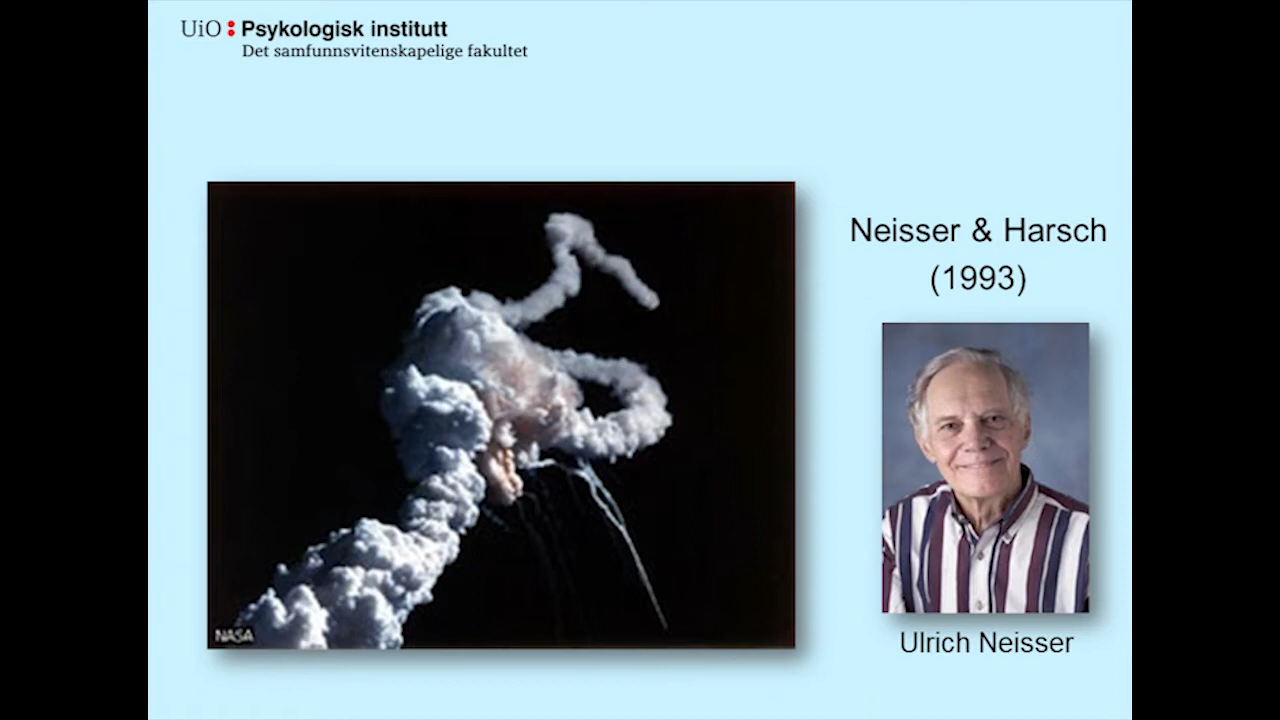 UiO : Psykologisk institutt
Det samfunnsvitenskapelige fakultet
Neisser & Harsch
(1993)
NASA
Ulrich Neisser